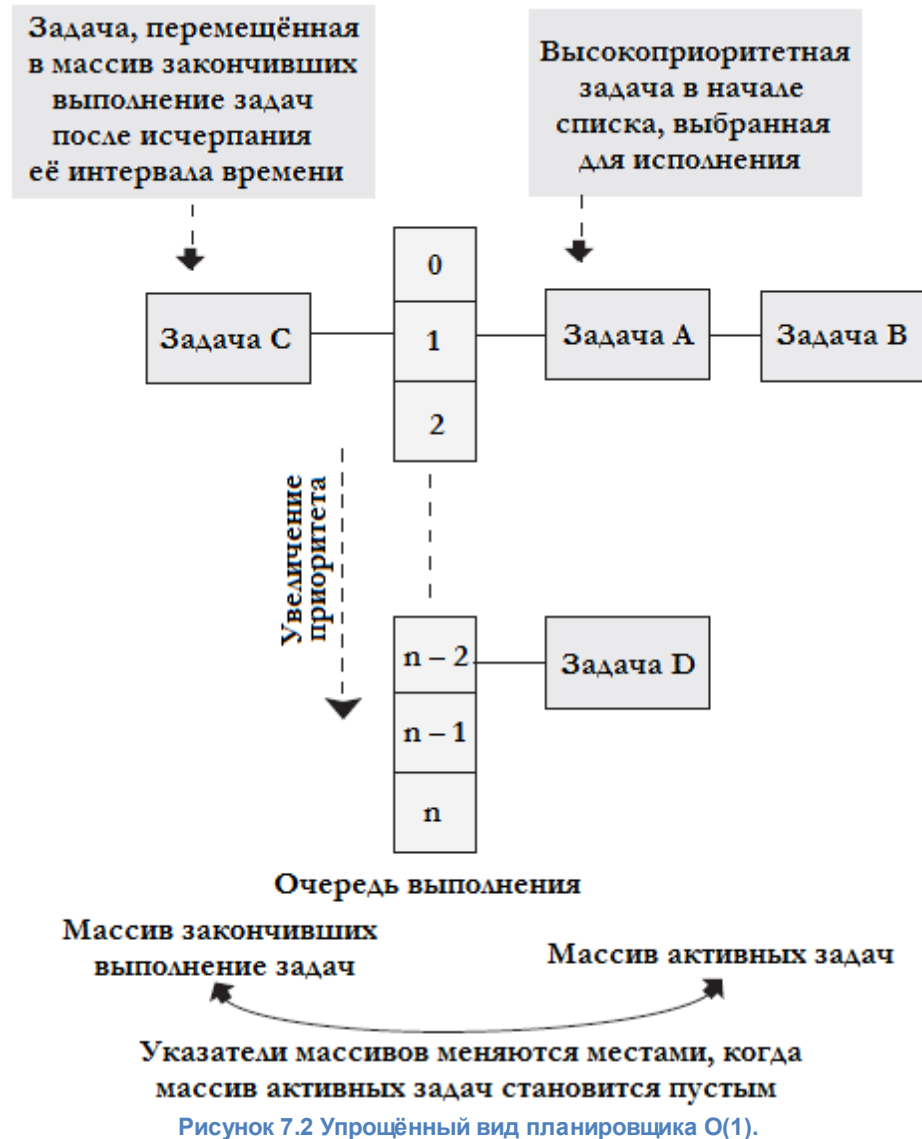 Задача, перемещённая
в массив закончивших
выполнение задач
после исчерпания
её интервала времени
Высокоприоритетная
задача в начале
списка, выбранная
для исполнения
0
Задача C
1
Задача A
Задача B
2
Увеличение
приоритета
n – 2
Задача D
n – 1
n
Очередь выполнения
Массив закончивших
выполнение задач
Массив активных задач
Указатели массивов меняются местами, когда
массив активных задач становится пустым
Рисунок 7.2 Упрощённый вид планировщика O(1).